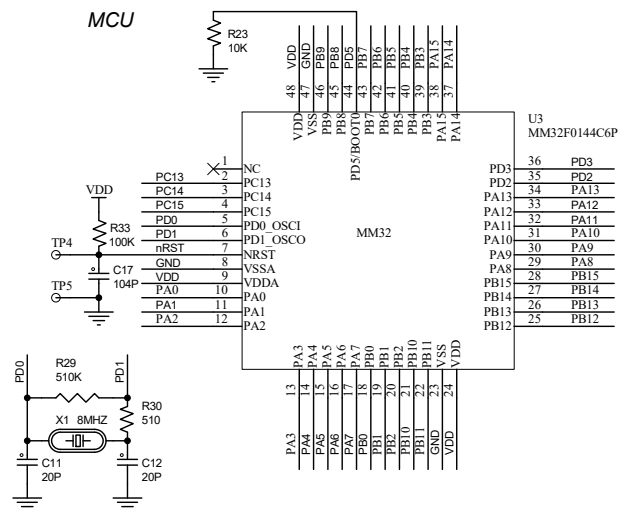 MCU
R23
10K
VDD
GND
PB9
PB8
PD5
PB7
PB6
PB5
PB4
PB3
PA15
PA14
48
47
46
45
44
43
42
41
40
39
38
37
VDD
VSS
PB9
PB8
PD5/BOOT0
PB7
PB6
PB5
PB4
PB3
PA15
PA14
U3
MM32F0144C6P
MM32
1 NC
PC13 2 PC13
PC14 3 PC14
PC15 4 PC15
PD0 5 PD0_OSCI
PD1 6 PD1_OSCO
nRST 7 NRST
GND 8 VSSA
VDD 9 VDDA
PA0 10 PA0
PA1 11 PA1
PA2 12 PA2
PD3 36 PD3
PD2 35 PD2
PA13 34 PA13
PA12 33 PA12
PA11 32 PA11
PA10 31 PA10
PA9 30 PA9
PA8 29 PA8
PB15 28 PB15
PB14 27 PB14
PB13 26 PB13
PB12 25 PB12
VDD
R33
100K
TP4
C17
104P
TP5
PA3
PA4
PA5
PA6
PA7
PB0
PB1
PB2
PB10
PB11
VSS
VDD
13
14
15
16
17
18
19
20
21
22
23
24
PA3
PA4
PA5
PA6
PA7
PB0
PB1
PB2
PB10
PB11
GND
VDD
PD0
PD1
R29
510K
R30
510
X1 8MHZ
C11
20P
C12
20P